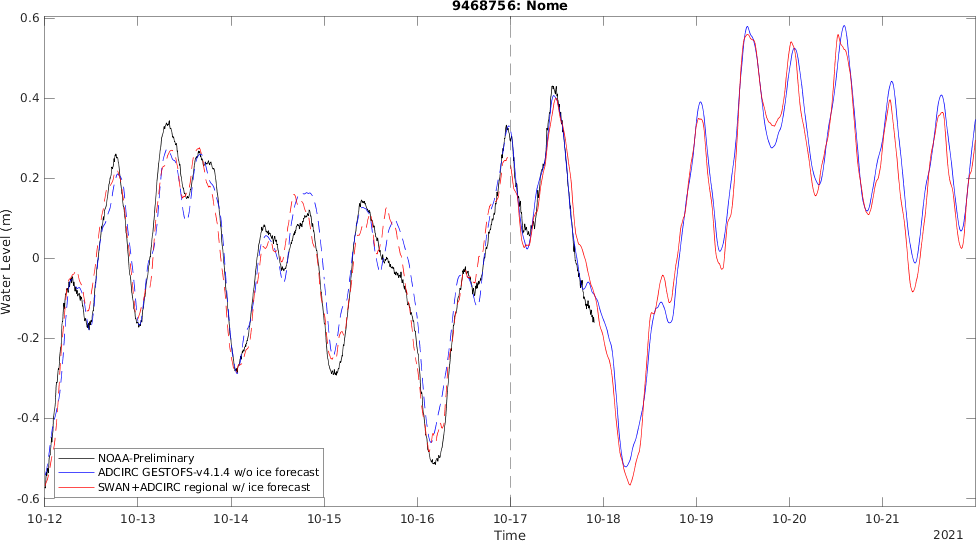 9468756: Nome
0.6
0.4
0.2
0
-0.2
-0.4
-0.6
Water Level (m)
NOAA-Preliminary
ADCIRC GESTOFS-v4.1.4 w/o ice forecast
SWAN+ADCIRC regional w/ ice forecast
10-12 10-13 10-14 10-15 10-16 10-17 10-18 10-19 10-20 10-21
Time
2021